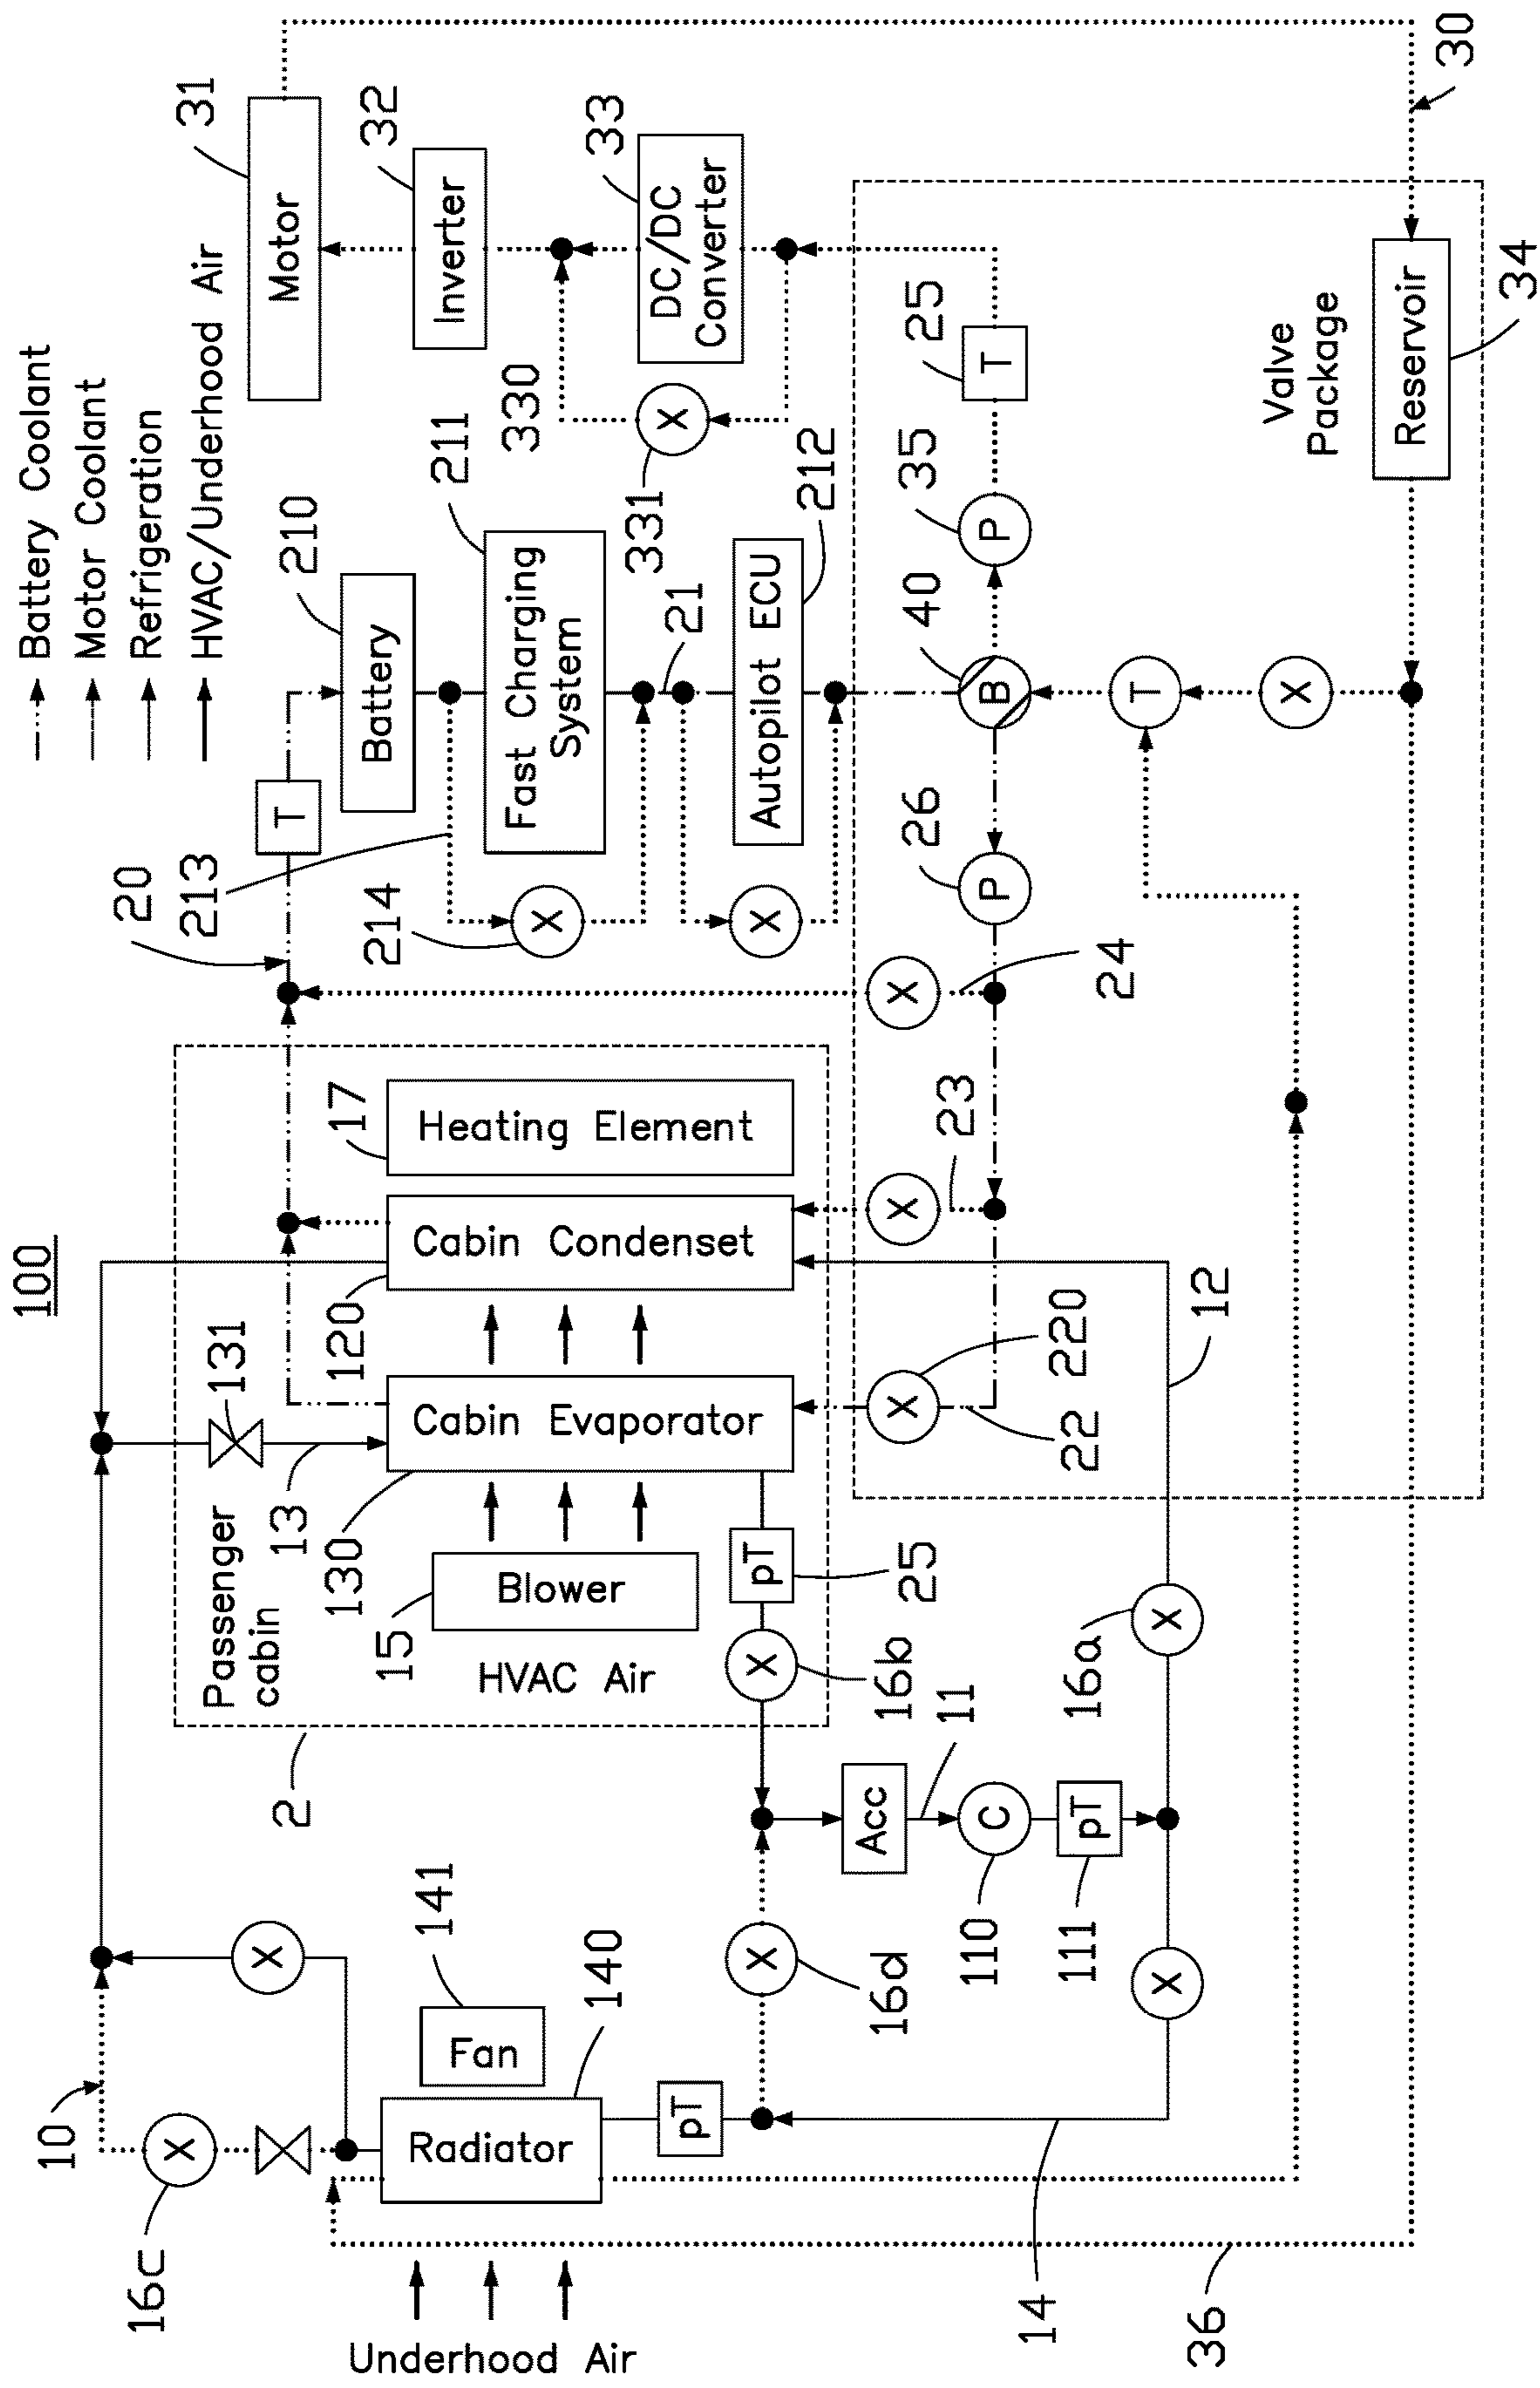 100
Battery Coolant
Motor Coolant
Refrigeration
HVAC/Underhood Air
10
16c
Underhood Air
Radiator
140
Fan
141
X
X
pT
14
36
16d
X
X
2
Passenger
cabin
131
13
130
120
17
15
Blower
HVAC Air
Cabin Evaporator
Cabin Condenset
Heating Element
pT
25
X
16b
Acc
11
C
110
pT
111
X
16a
12
X
220
22
X
23
X
24
20
T
213
214
X
X
Battery
210
Fast Charging
System
211
21
Autopilot ECU
212
P
26
B
40
P
35
T
25
T
X
Motor
31
Inverter
32
DC/DC
Converter
33
330
X
331
Valve
Package
Reservoir
34
30